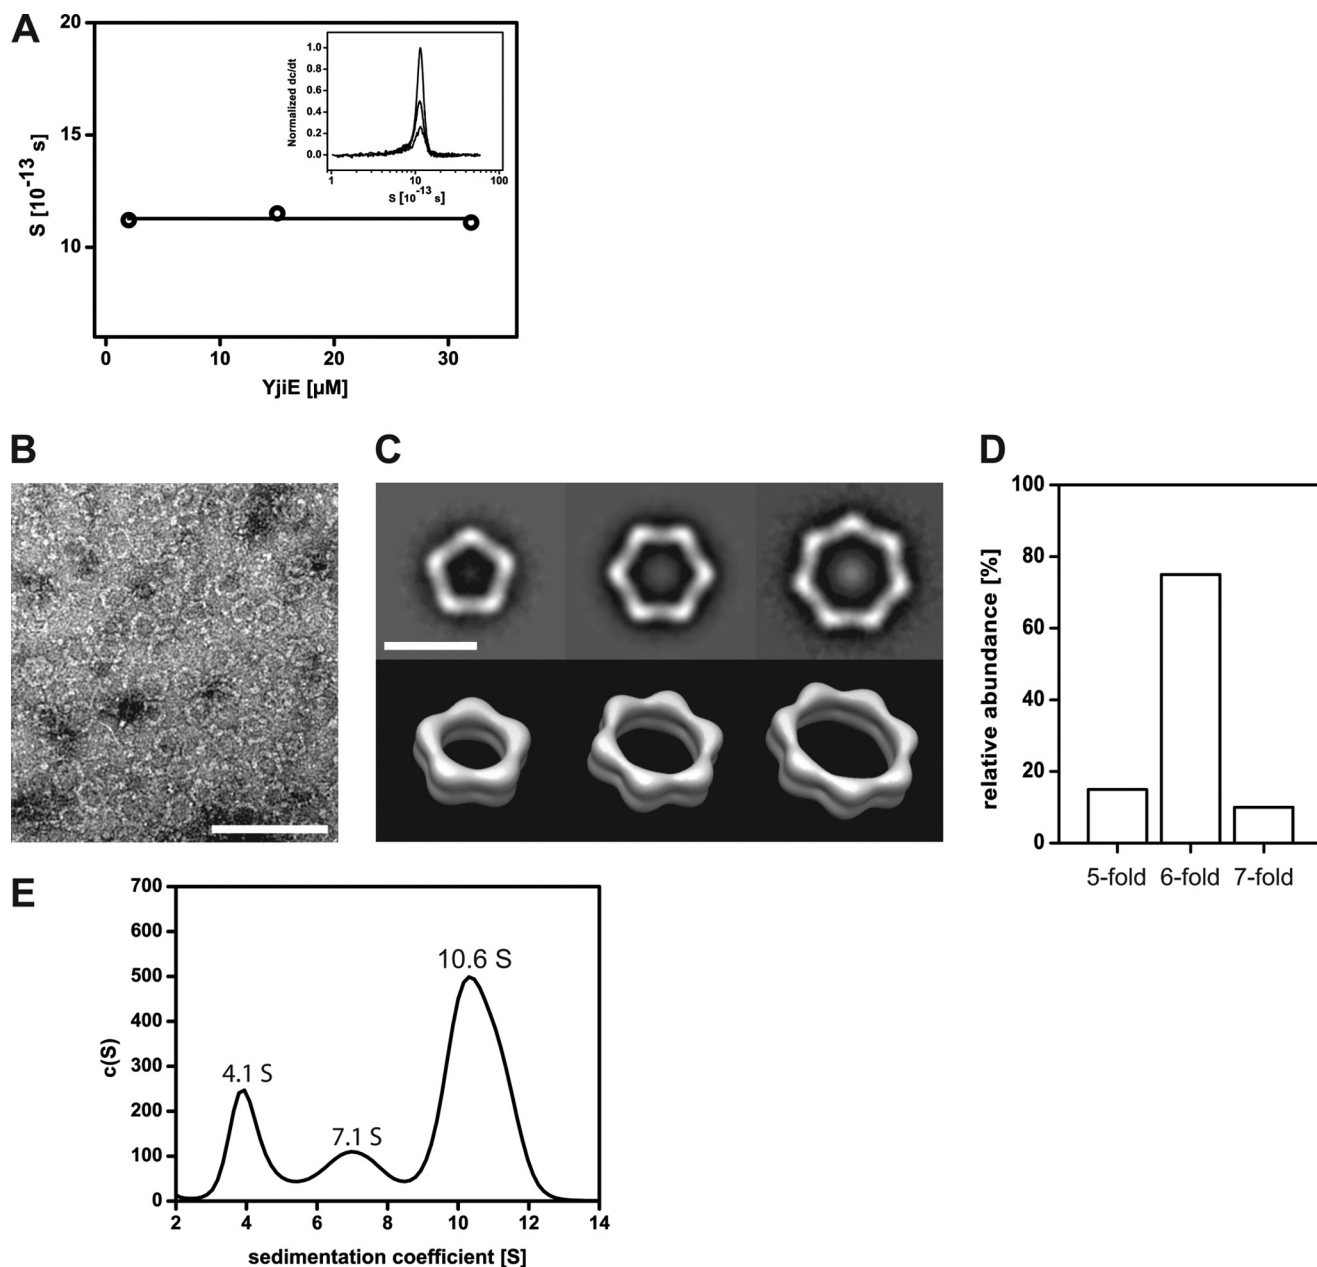 A
20
15
10
S [10^-13 s]
0
10
20
30
YjiE [µM]
1.0
0.8
0.6
0.4
0.2
0.0
Normalized dc/dt
1
10
100
S [10^-13 s]
B
C
D
100
80
60
40
20
0
relative abundance [%]
5-fold 6-fold 7-fold
E
700
600
500
400
300
200
100
0
c(S)
4.1 S
7.1 S
10.6 S
2
4
6
8
10
12
14
sedimentation coefficient [S]